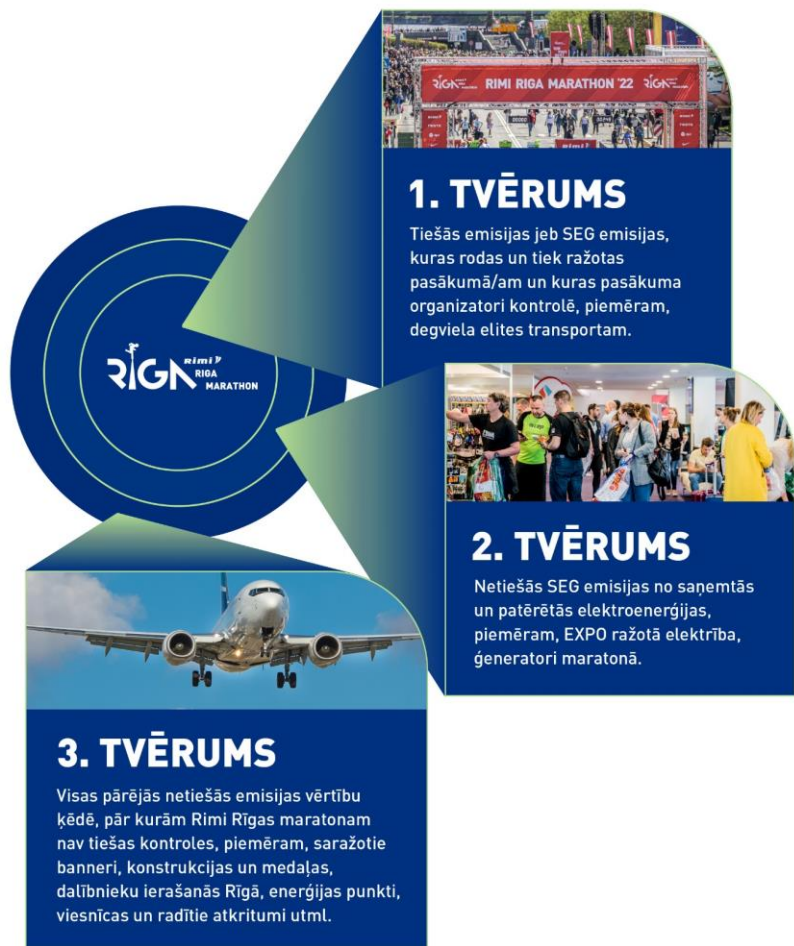 RIGA RIMI RIGA MARATHON '22 RIGA
Rimi
1. TVĒRUMS
Tiešās emisijas jeb SEG emisijas,
kuras rodas un tiek ražotas
pasākumā/am un kuras pasākuma
organizatori kontrolē, piemēram,
degviela elites transportam.
RIGA Rimi
RIGA
MARATHON
2. TVĒRUMS
Netiešās SEG emisijas no saņemtās
un patērētās elektroenerģijas,
piemēram, EXPO ražotā elektrība,
ģeneratori maratonā.
3. TVĒRUMS
Visas pārējās netiešās emisijas vērtību
ķēdē, pār kurām Rimi Rīgas maratonam
nav tiešas kontroles, piemēram, saražotie
banneri, konstrukcijas un medaļas,
dalībnieku ierašanās Rīgā, enerģijas punkti,
viesnīcas un radītie atkritumi utml.